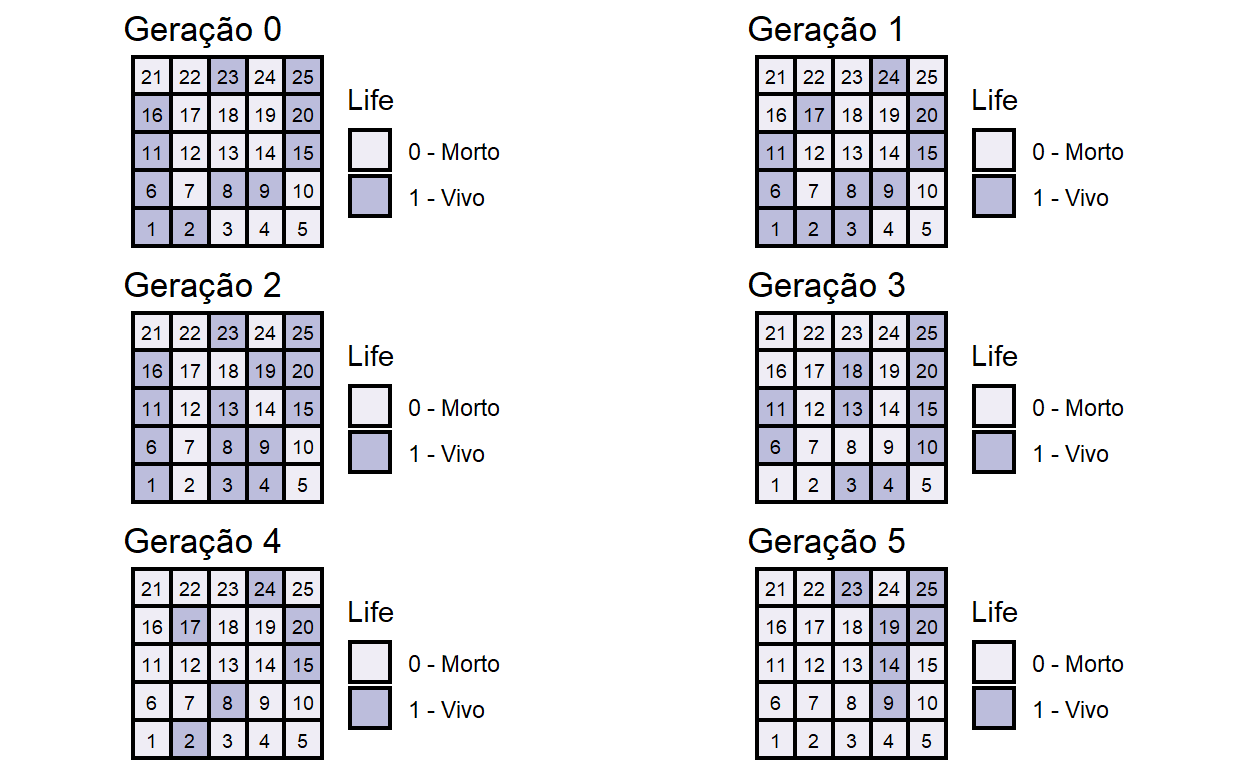 Geração 0
21 22 23 24 25
16 17 18 19 20
11 12 13 14 15
6 7 8 9 10
1 2 3 4 5
Life
0 - Morto
1 - Vivo
Geração 1
21 22 23 24 25
16 17 18 19 20
11 12 13 14 15
6 7 8 9 10
1 2 3 4 5
Life
0 - Morto
1 - Vivo
Geração 2
21 22 23 24 25
16 17 18 19 20
11 12 13 14 15
6 7 8 9 10
1 2 3 4 5
Life
0 - Morto
1 - Vivo
Geração 3
21 22 23 24 25
16 17 18 19 20
11 12 13 14 15
6 7 8 9 10
1 2 3 4 5
Life
0 - Morto
1 - Vivo
Geração 4
21 22 23 24 25
16 17 18 19 20
11 12 13 14 15
6 7 8 9 10
1 2 3 4 5
Life
0 - Morto
1 - Vivo
Geração 5
21 22 23 24 25
16 17 18 19 20
11 12 13 14 15
6 7 8 9 10
1 2 3 4 5
Life
0 - Morto
1 - Vivo